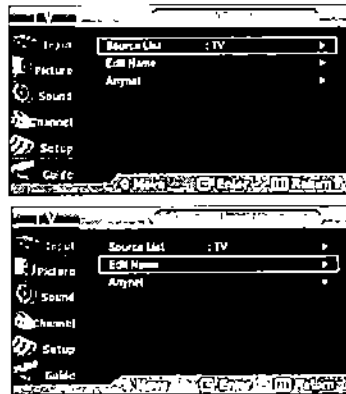 Input
Source List : TV
Edit Name
Picture
Anynet
Sound
Channel
Setup
Guide
Move Enter Return
Input
Source List : TV
Edit Name
Picture
Anynet
Sound
Channel
Setup
Guide
Move Enter Return